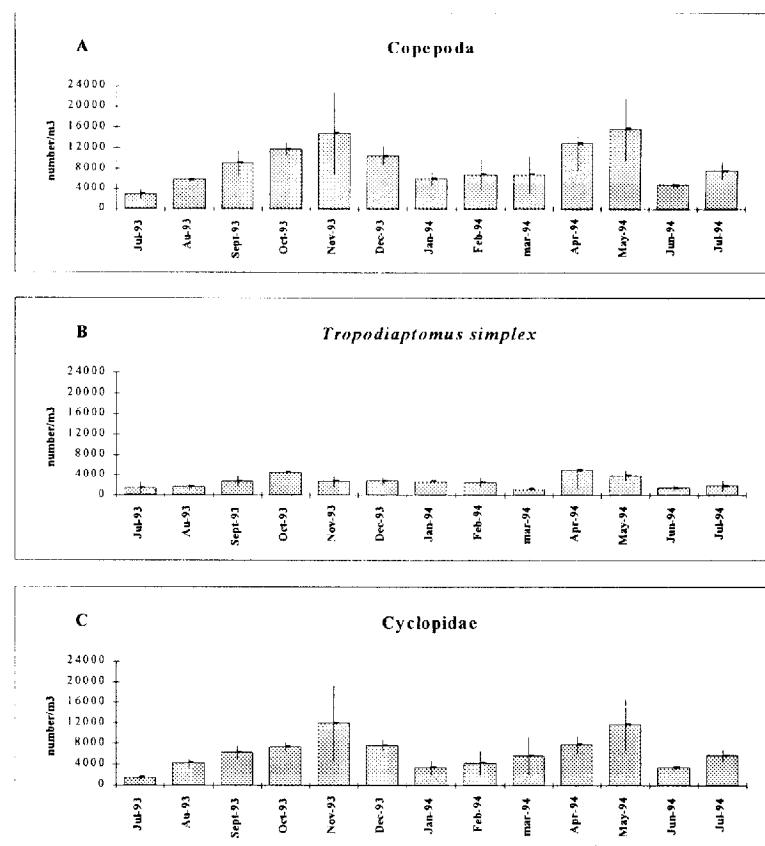 A
Copepoda
number/m3
24000
20000
16000
12000
8000
4000
0
Jul-93
Au-93
Sept-93
Oct-93
Nov-93
Dec-93
Jan-94
Feb-94
mar-94
Apr-94
May-94
Jun-94
Jul-94
B
Tropodiaptomus simplex
number/m3
24000
20000
16000
12000
8000
4000
0
Jul-93
Au-93
Sept-93
Oct-93
Nov-93
Dec-93
Jan-94
Feb-94
mar-94
Apr-94
May-94
Jun-94
Jul-94
C
Cyclopidae
number/m3
24000
20000
16000
12000
8000
4000
0
Jul-93
Au-93
Sept-93
Oct-93
Nov-93
Dec-93
Jan-94
Feb-94
mar-94
Apr-94
May-94
Jun-94
Jul-94